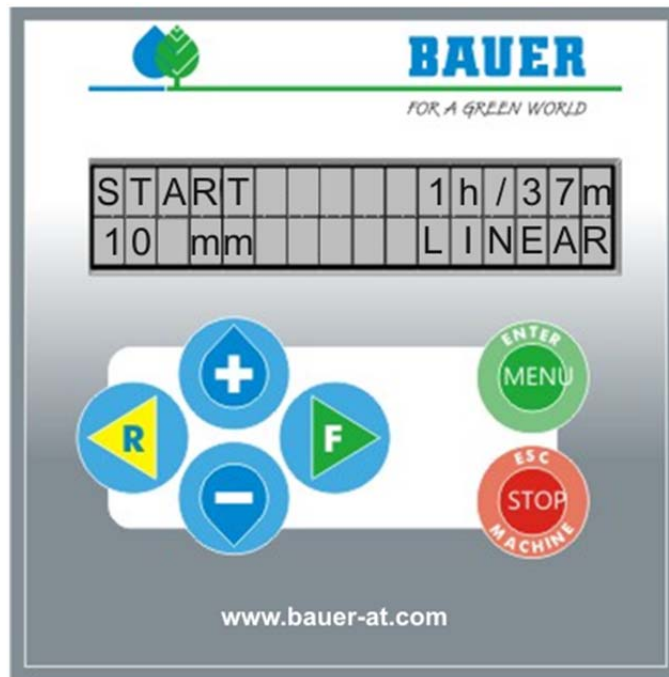 BAUER
FOR A GREEN WORLD
START 1h/37m
10 mm LINEAR
+
R
F
−
ENTER
MENU
ESC
STOP
MACHINE
www.bauer-at.com